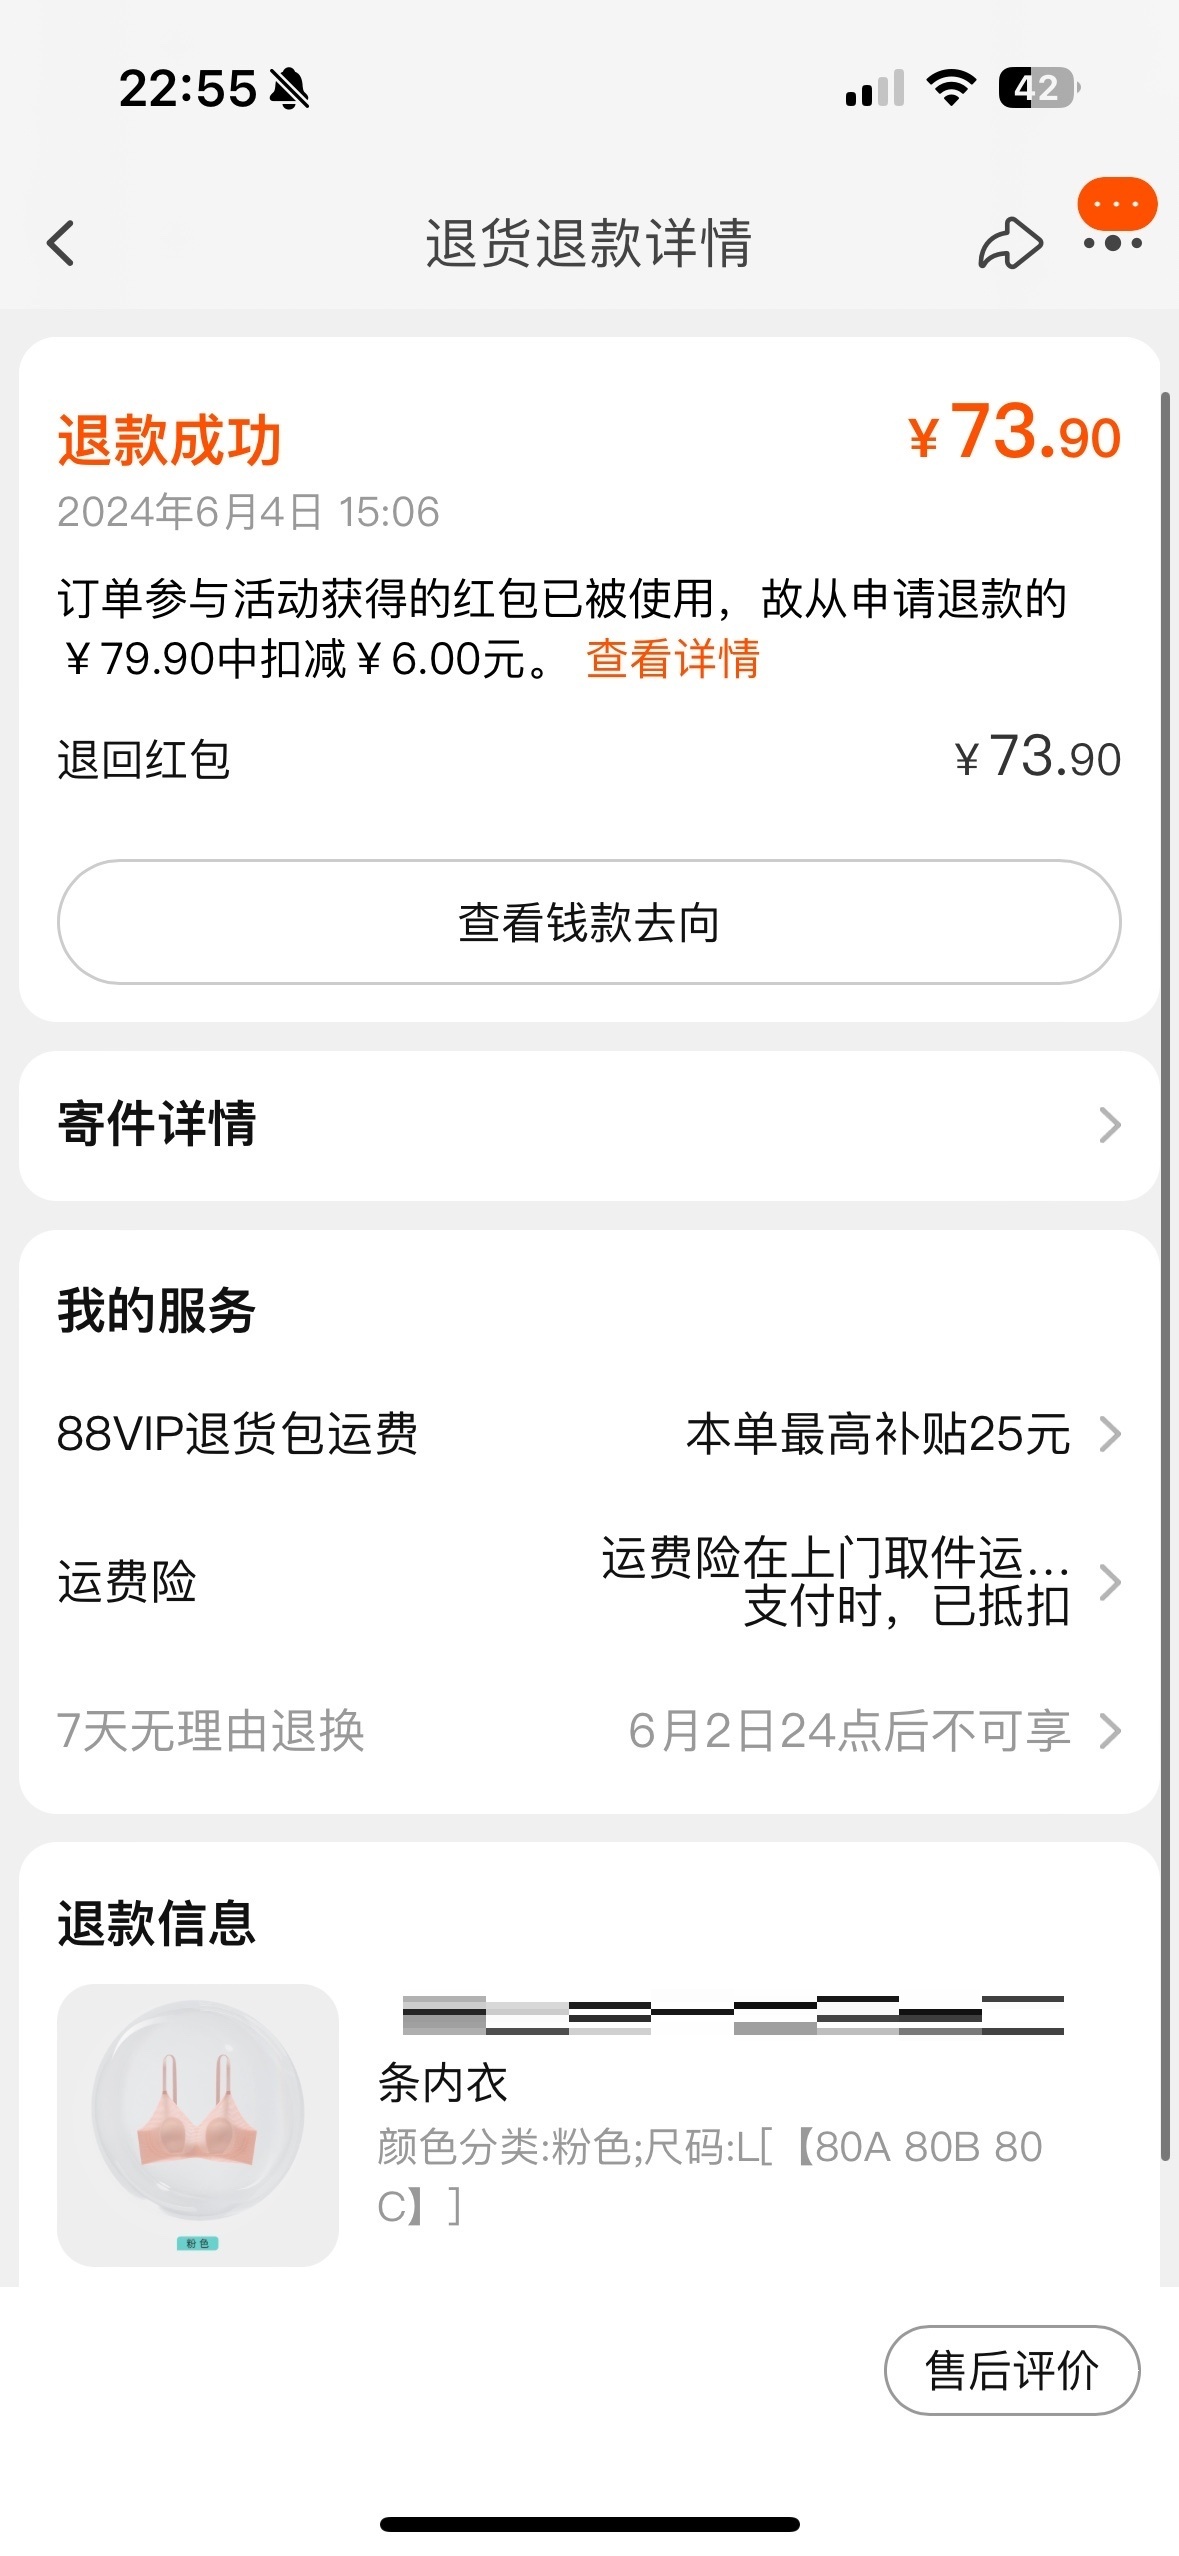 22:55
42
退货退款详情
退款成功
¥73.90
2024年6月4日 15:06
订单参与活动获得的红包已被使用，故从申请退款的
¥79.90中扣减¥6.00元。 查看详情
退回红包
¥73.90
查看钱款去向
寄件详情
我的服务
88VIP退货包运费
本单最高补贴25元
运费险
运费险在上门取件运...
支付时，已抵扣
7天无理由退换
6月2日24点后不可享
退款信息
条内衣
颜色分类:粉色;尺码:L[【80A 80B 80
C】]
粉色
售后评价